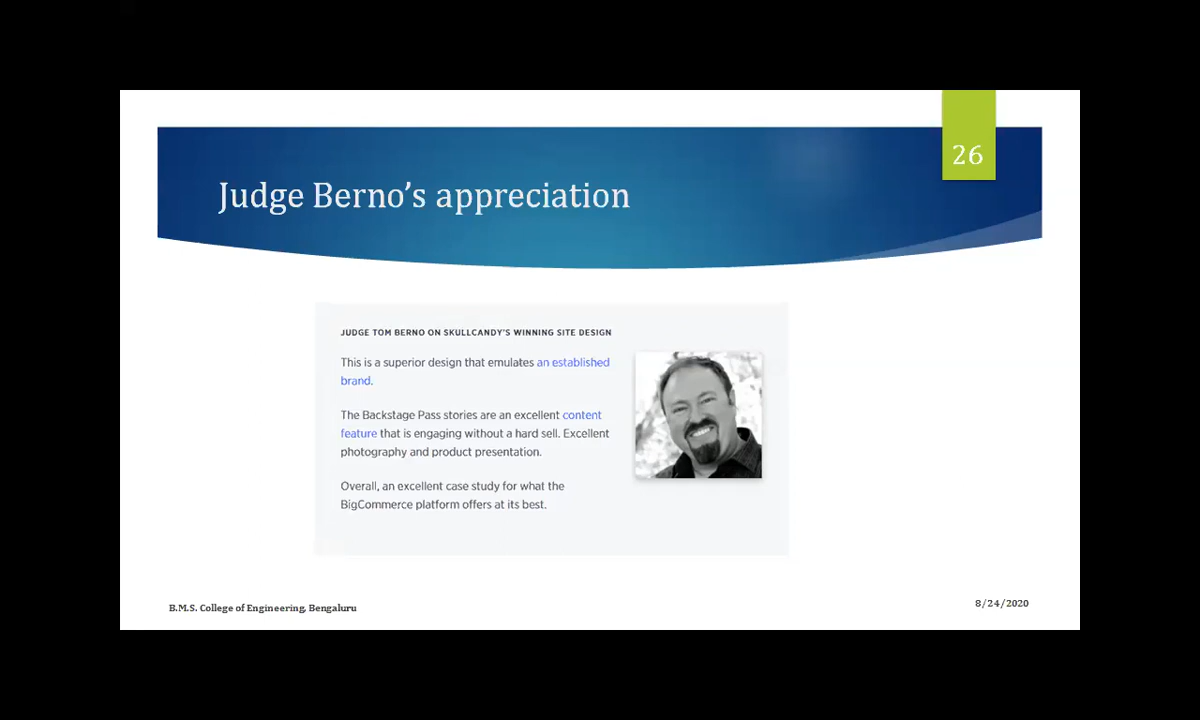 26
Judge Berno’s appreciation
JUDGE TOM BERNO ON SKULLCANDY'S WINNING SITE DESIGN
This is a superior design that emulates an established
brand.
The Backstage Pass stories are an excellent content
feature that is engaging without a hard sell. Excellent
photography and product presentation.
Overall, an excellent case study for what the
BigCommerce platform offers at its best.
B.M.S. College of Engineering, Bengaluru
8/24/2020